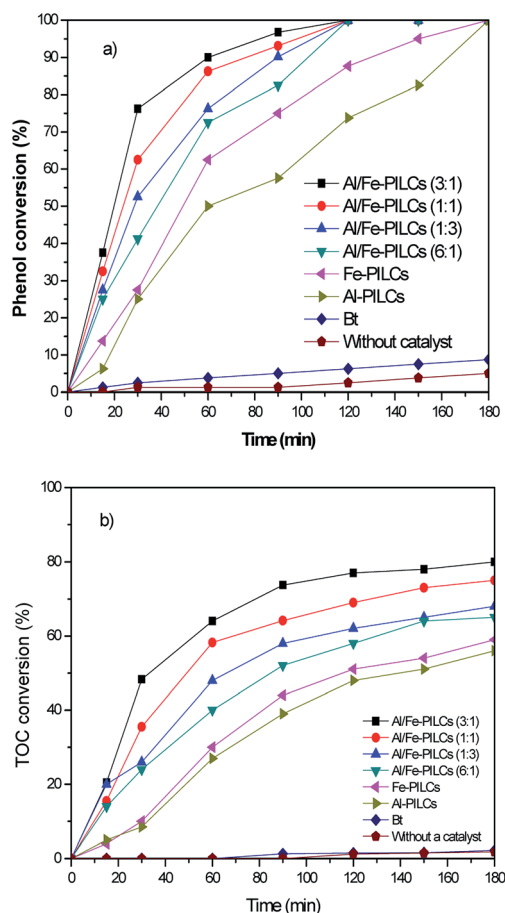 a)
100
90
80
70
60
50
40
30
20
10
0
Phenol conversion (%)
Al/Fe-PILCs (3:1)
Al/Fe-PILCs (1:1)
Al/Fe-PILCs (1:3)
Al/Fe-PILCs (6:1)
Fe-PILCs
Al-PILCs
Bt
Without catalyst
0 20 40 60 80 100 120 140 160 180
Time (min)
b)
100
80
60
40
20
0
TOC conversion (%)
Al/Fe-PILCs (3:1)
Al/Fe-PILCs (1:1)
Al/Fe-PILCs (1:3)
Al/Fe-PILCs (6:1)
Fe-PILCs
Al-PILCs
Bt
Without a catalyst
0 20 40 60 80 100 120 140 160 180
Time (min)